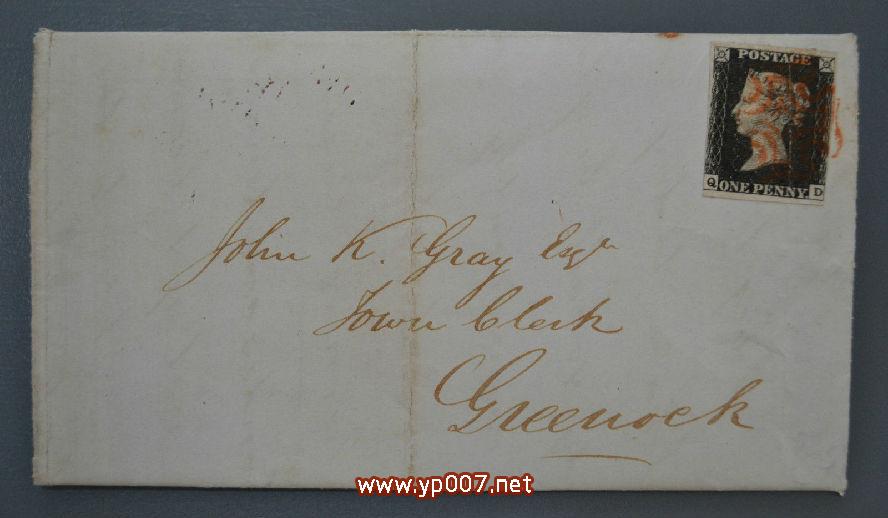 POSTAGE
Q ONE PENNY. D
John K. Gray Esqr
Town Clerk
Greenock
www.yp007.net